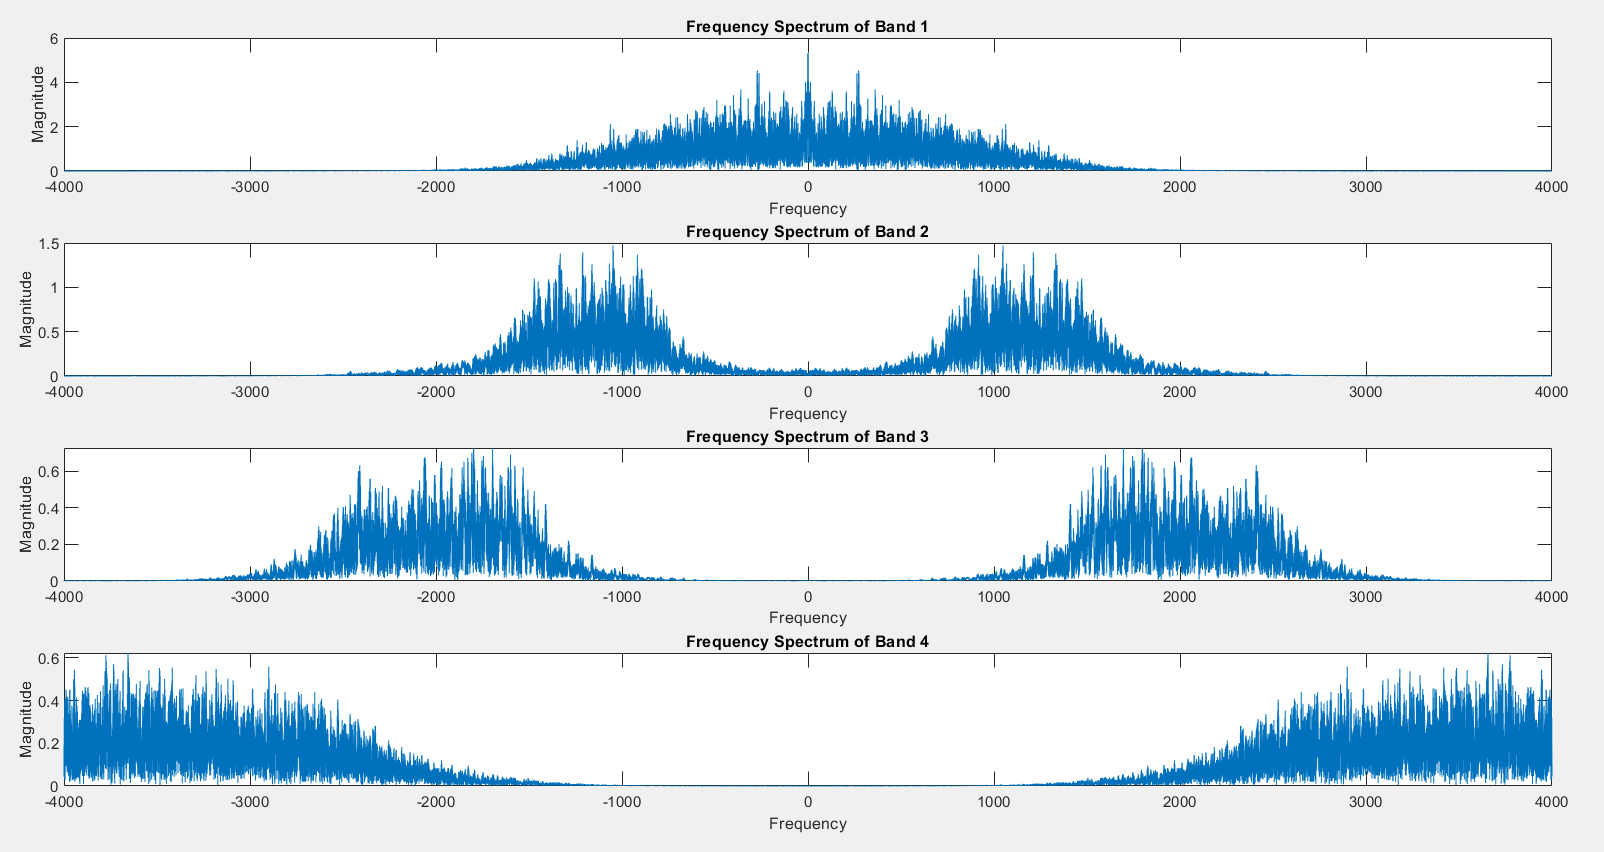 Frequency Spectrum of Band 1
6
4
2
0
Magnitude
-4000 -3000 -2000 -1000 0 1000 2000 3000 4000
Frequency
Frequency Spectrum of Band 2
1.5
1
0.5
0
Magnitude
-4000 -3000 -2000 -1000 0 1000 2000 3000 4000
Frequency
Frequency Spectrum of Band 3
0.6
0.4
0.2
0
Magnitude
-4000 -3000 -2000 -1000 0 1000 2000 3000 4000
Frequency
Frequency Spectrum of Band 4
0.6
0.4
0.2
0
Magnitude
-4000 -3000 -2000 -1000 0 1000 2000 3000 4000
Frequency